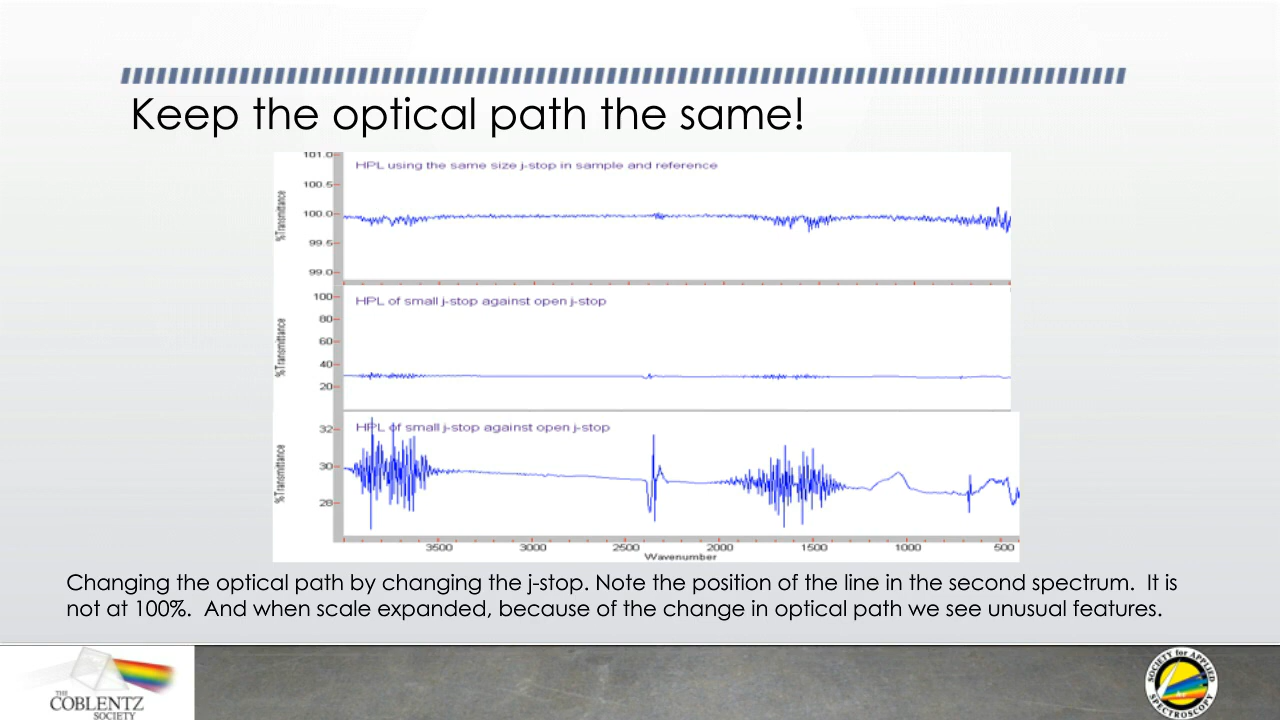 Keep the optical path the same!
101.0
HPL using the same size j-stop in sample and reference
100.5
%Transmittance
100.0
99.5
99.0
100
HPL of small j-stop against open j-stop
80
%Transmittance
60
40
20
32
HPL of small j-stop against open j-stop
%Transmittance
30
28
3500 3000 2500 2000 1500 1000 500
Wavenumber
Changing the optical path by changing the j-stop. Note the position of the line in the second spectrum. It is
not at 100%. And when scale expanded, because of the change in optical path we see unusual features.
THE
COBLENTZ
SOCIETY
SOCIETY for APPLIED
SPECTROSCOPY